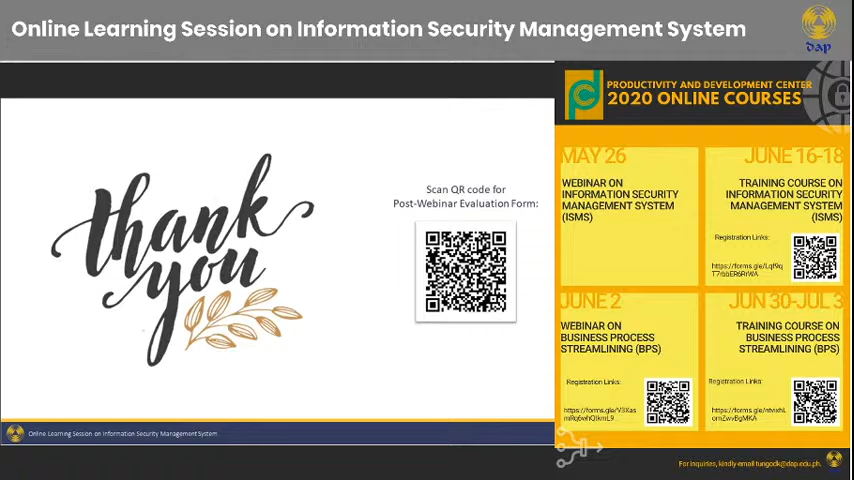 Online Learning Session on Information Security Management System
dap
thank
you
Scan QR code for
Post-Webinar Evaluation Form:
Online Learning Session on Information Security Management System
PRODUCTIVITY AND DEVELOPMENT CENTER
2020 ONLINE COURSES
MAY 26
WEBINAR ON
INFORMATION SECURITY
MANAGEMENT SYSTEM
(ISMS)
JUNE 16-18
TRAINING COURSE ON
INFORMATION SECURITY
MANAGEMENT SYSTEM
(ISMS)
Registration Links:
JUNE 2
WEBINAR ON
BUSINESS PROCESS
STREAMLINING (BPS)
Registration Links:
JUN 30-JUL 3
TRAINING COURSE ON
BUSINESS PROCESS
STREAMLINING (BPS)
Registration Links:
For inquiries, kindly email tungodk@dap.edu.ph.